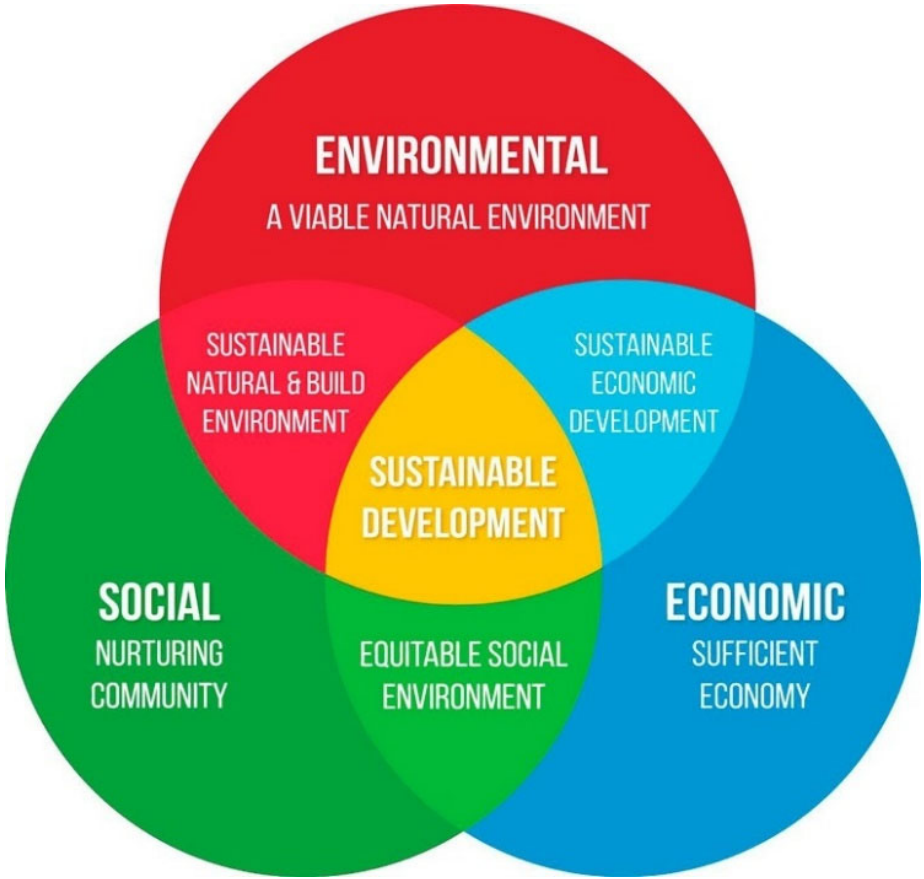 ENVIRONMENTAL
A VIABLE NATURAL ENVIRONMENT
SUSTAINABLE
NATURAL & BUILD
ENVIRONMENT
SUSTAINABLE
ECONOMIC
DEVELOPMENT
SUSTAINABLE
DEVELOPMENT
SOCIAL
NURTURING
COMMUNITY
EQUITABLE SOCIAL
ENVIRONMENT
ECONOMIC
SUFFICIENT
ECONOMY